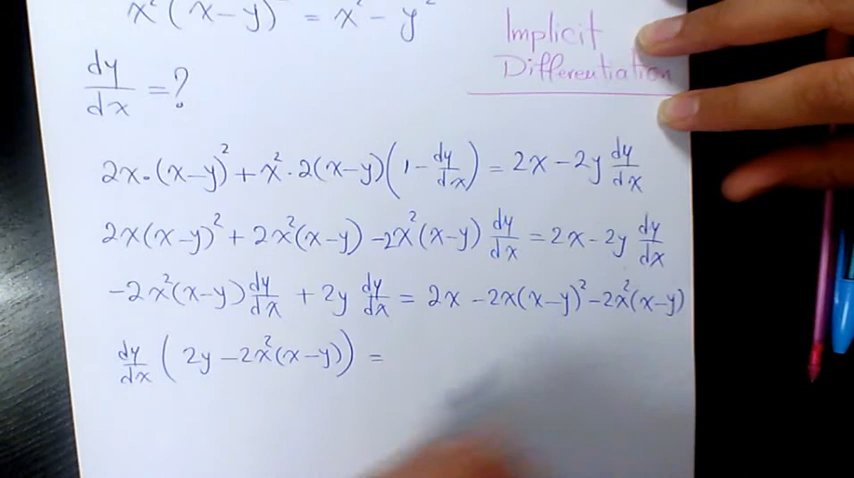 x²(x-y)² = x² - y²
Implicit
Differentiation
dy/dx = ?
2x·(x-y)² + x²·2(x-y)(1 - dy/dx) = 2x - 2y dy/dx
2x(x-y)² + 2x²(x-y) - 2x²(x-y) dy/dx = 2x - 2y dy/dx
-2x²(x-y) dy/dx + 2y dy/dx = 2x - 2x(x-y)² - 2x²(x-y)
dy/dx (2y - 2x²(x-y)) =